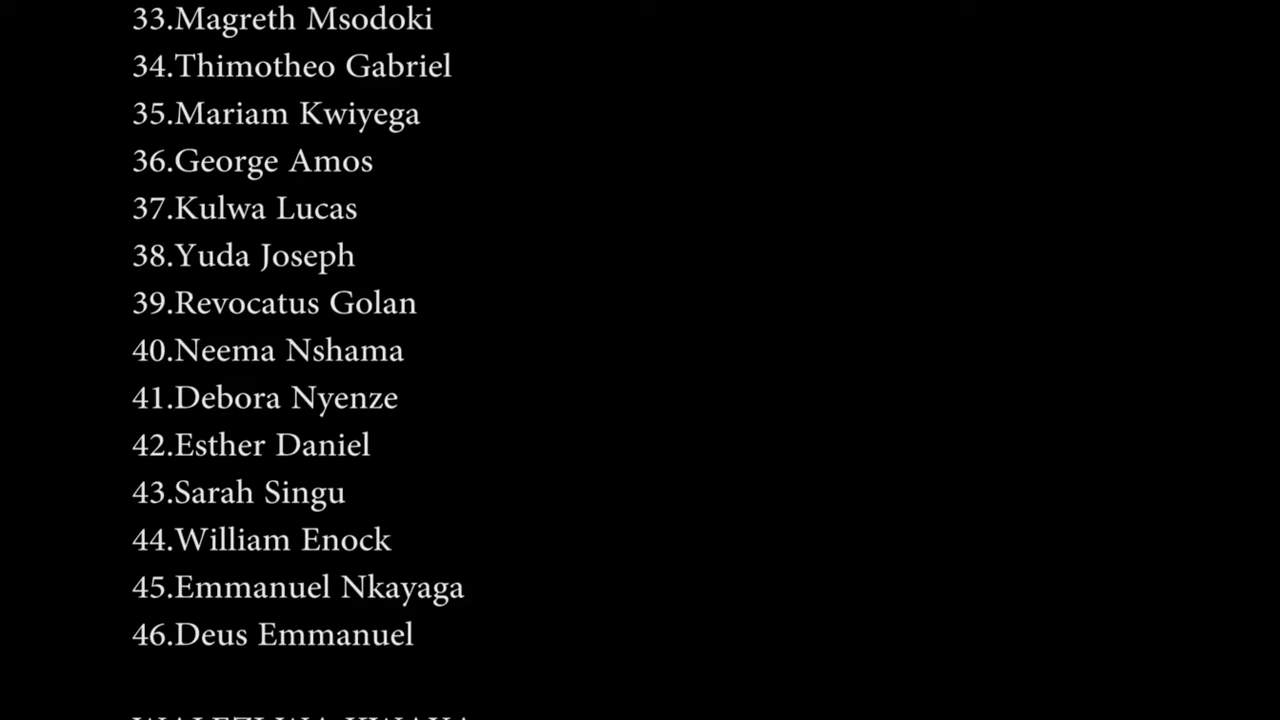 33.Magreth Msodoki
34.Thimotheo Gabriel
35.Mariam Kwiyega
36.George Amos
37.Kulwa Lucas
38.Yuda Joseph
39.Revocatus Golan
40.Neema Nshama
41.Debora Nyenze
42.Esther Daniel
43.Sarah Singu
44.William Enock
45.Emmanuel Nkayaga
46.Deus Emmanuel